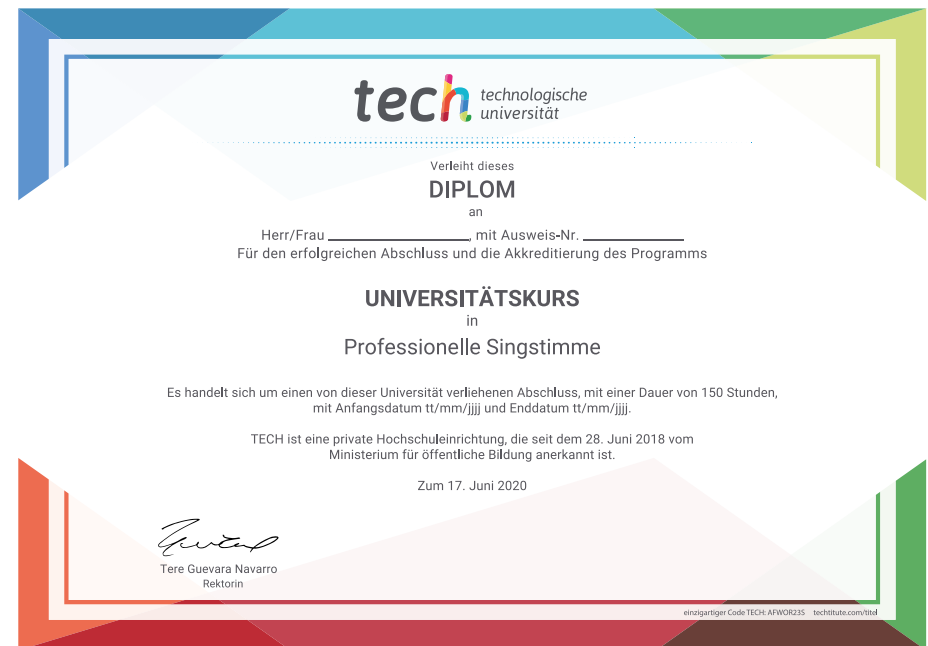 tech technologische
universität
Verleiht dieses
DIPLOM
an
Herr/Frau ____________________, mit Ausweis-Nr. ______________
Für den erfolgreichen Abschluss und die Akkreditierung des Programms
UNIVERSITÄTSKURS
in
Professionelle Singstimme
Es handelt sich um einen von dieser Universität verliehenen Abschluss, mit einer Dauer von 150 Stunden,
mit Anfangsdatum tt/mm/jjjj und Enddatum tt/mm/jjjj.
TECH ist eine private Hochschuleinrichtung, die seit dem 28. Juni 2018 vom
Ministerium für öffentliche Bildung anerkannt ist.
Zum 17. Juni 2020
Tere Guevara Navarro
Rektorin
einzigartiger Code TECH: AFWOR23S techtitute.com/titel